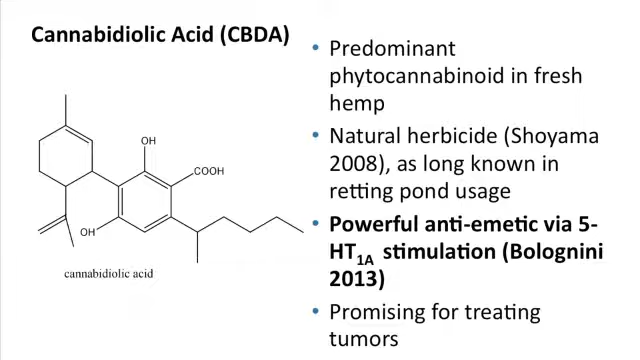 Cannabidiolic Acid (CBDA)
• Predominant
phytocannabinoid in fresh
hemp
• Natural herbicide (Shoyama
2008), as long known in
retting pond usage
• Powerful anti-emetic via 5-
HT1A stimulation (Bolognini
2013)
• Promising for treating
tumors
OH
COOH
OH
cannabidiolic acid